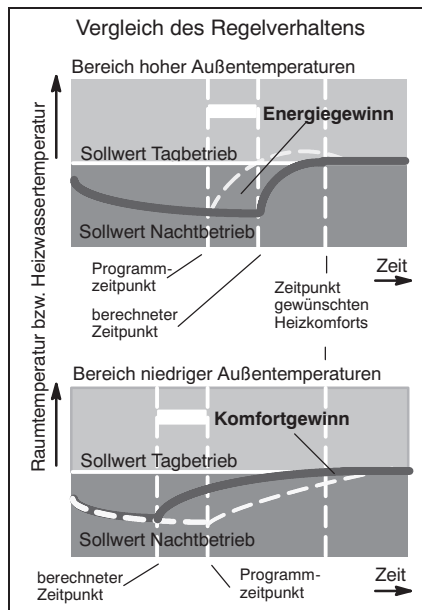 Vergleich des Regelverhaltens
Raumtemperatur bzw. Heizwassertemperatur
Bereich hoher Außentemperaturen
Energiegewinn
Sollwert Tagbetrieb
Sollwert Nachtbetrieb
Programm-
zeitpunkt
berechneter
Zeitpunkt
Zeitpunkt
gewünschten
Heizkomforts
Zeit
Bereich niedriger Außentemperaturen
Komfortgewinn
Sollwert Tagbetrieb
Sollwert Nachtbetrieb
berechneter
Zeitpunkt
Programm-
zeitpunkt
Zeit